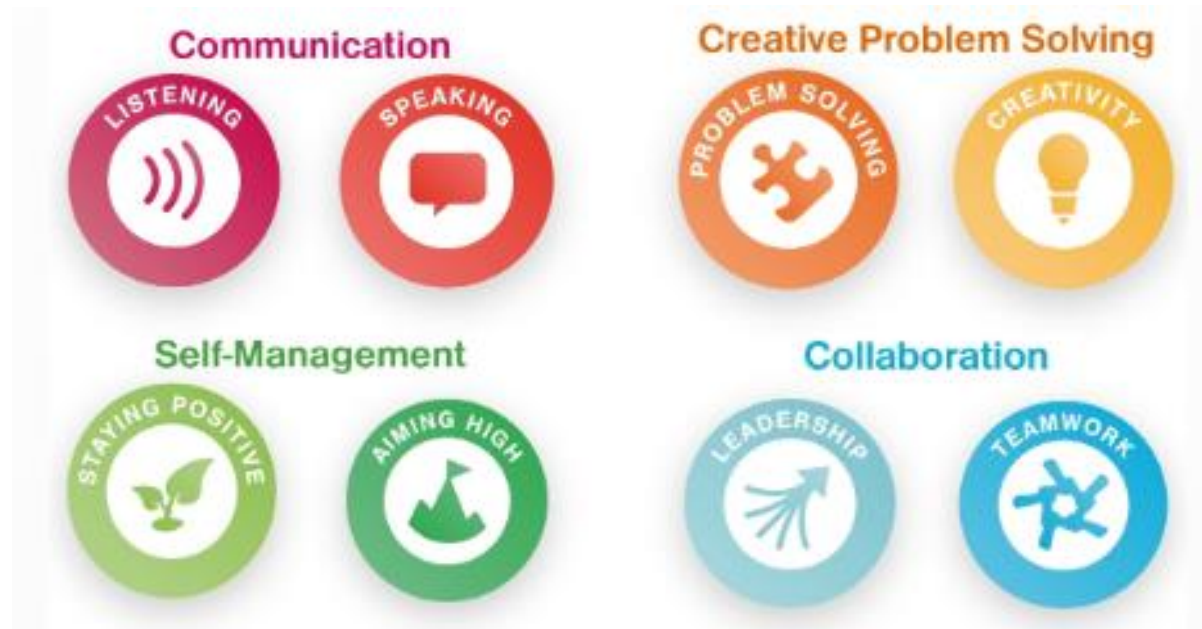 Communication
Creative Problem Solving
LISTENING
SPEAKING
PROBLEM SOLVING
CREATIVITY
Self-Management
Collaboration
STAYING POSITIVE
AIMING HIGH
LEADERSHIP
TEAMWORK